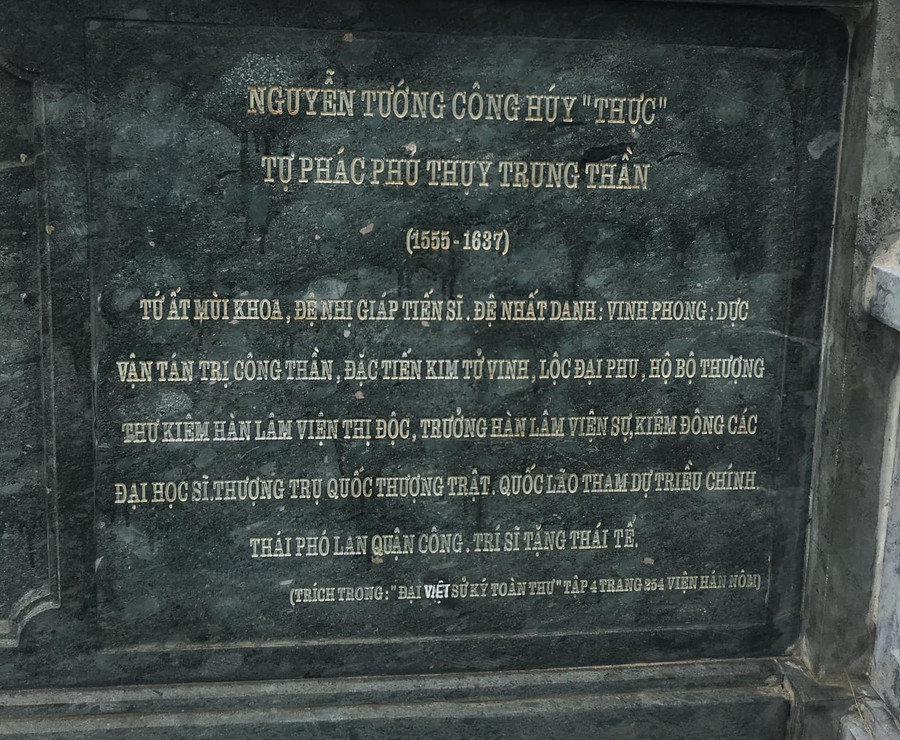 NGUYỄN TƯỚNG CÔNG HÚY "THỰC"
TỰ PHÁC PHỦ THUY TRUNG THẦN
(1555 - 1637)
TỨ ẤT MÙI KHOA, ĐỆ NHỊ GIÁP TIẾN SĨ. ĐỆ NHẤT DANH: VINH PHONG: DỰC
VẬN TÁN TRỊ CÔNG THẦN, ĐẶC TIẾN KIM TỬ VINH, LỘC ĐẠI PHU, HỘ BỘ THƯỢNG
THƯ KIÊM HÀN LÂM VIỆN THỊ ĐỘC, TRƯỞNG HÀN LÂM VIỆN SỰ, KIÊM ĐÔNG CÁC
ĐẠI HỌC SĨ. THƯỢNG TRỤ QUỐC THƯỢNG TRẬT. QUỐC LÃO THAM DỰ TRIỀU CHÍNH.
THÁI PHÓ LAN QUẬN CÔNG. TRÍ SĨ TẶNG THÁI TẾ.
(TRÍCH TRONG: "ĐẠI VIỆT SỬ KÝ TOÀN THƯ" TẬP 4 TRANG 254 VIỆN HÁN NÔM)